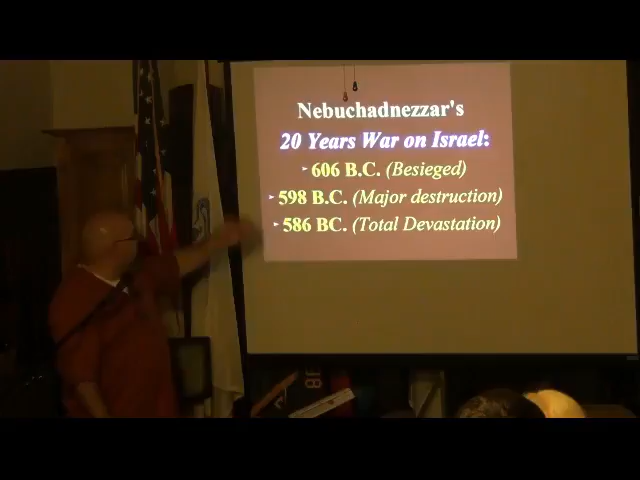 Nebuchadnezzar's
20 Years War on Israel:
➢ 606 B.C. (Besieged)
➢ 598 B.C. (Major destruction)
➢ 586 BC. (Total Devastation)